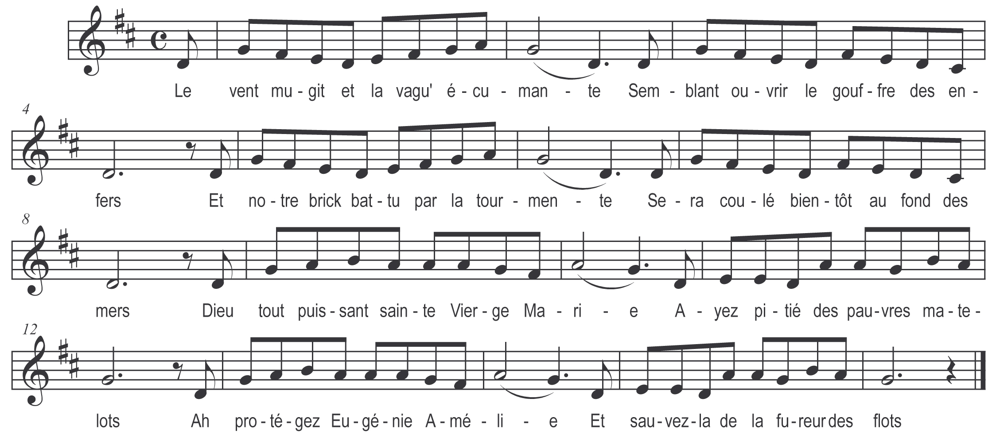 Le vent mu - git et la vagu' é - cu - man - te Sem - blant ou - vrir le gouf - fre des en -
4
fers Et no - tre brick bat - tu par la tour - men - te Se - ra cou - lé bien - tôt au fond des
8
mers Dieu tout puis - sant sain - te Vier - ge Ma - ri - e A - yez pi - tié des pau - vres ma - te -
12
lots Ah pro - té - gez Eu - gé - nie A - mé - li - e Et sau - vez - la de la fu - reur des flots